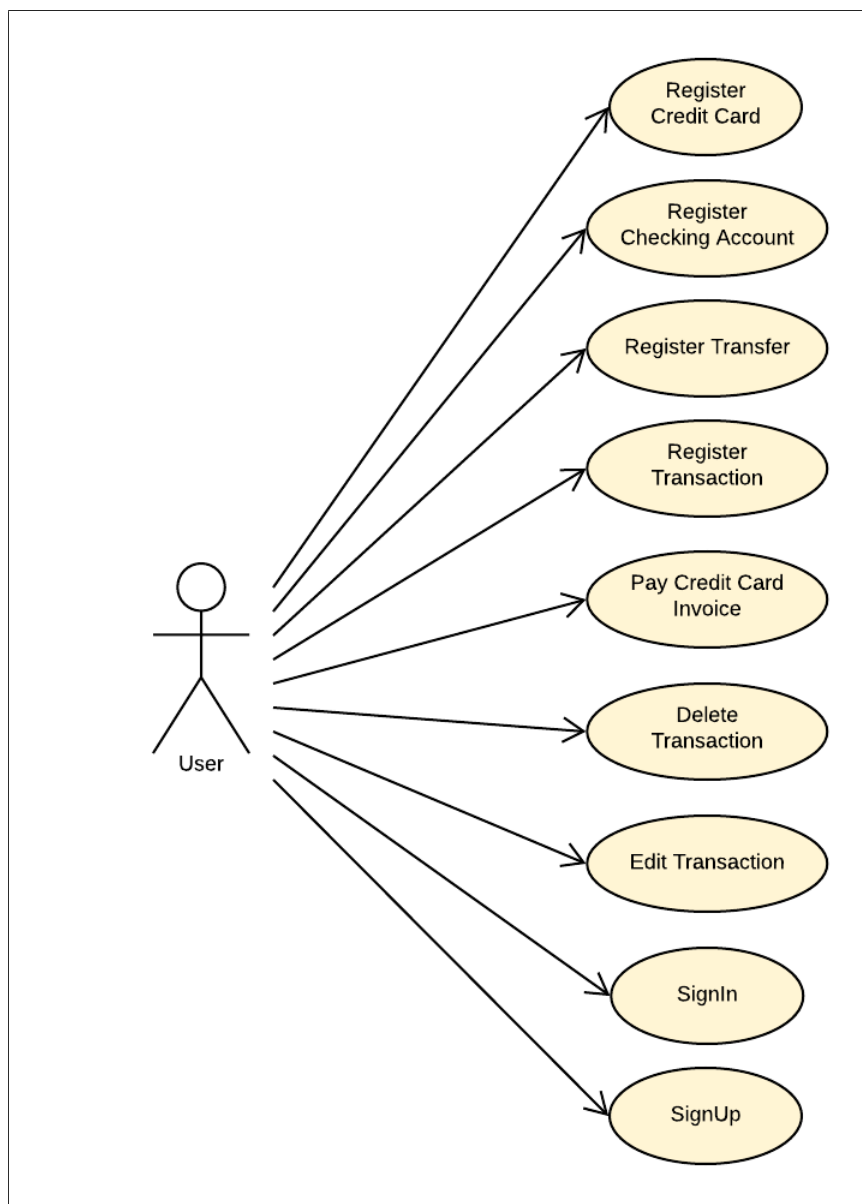 Register
Credit Card
Register
Checking Account
Register Transfer
Register
Transaction
Pay Credit Card
Invoice
Delete
Transaction
User
Edit Transaction
SignIn
SignUp